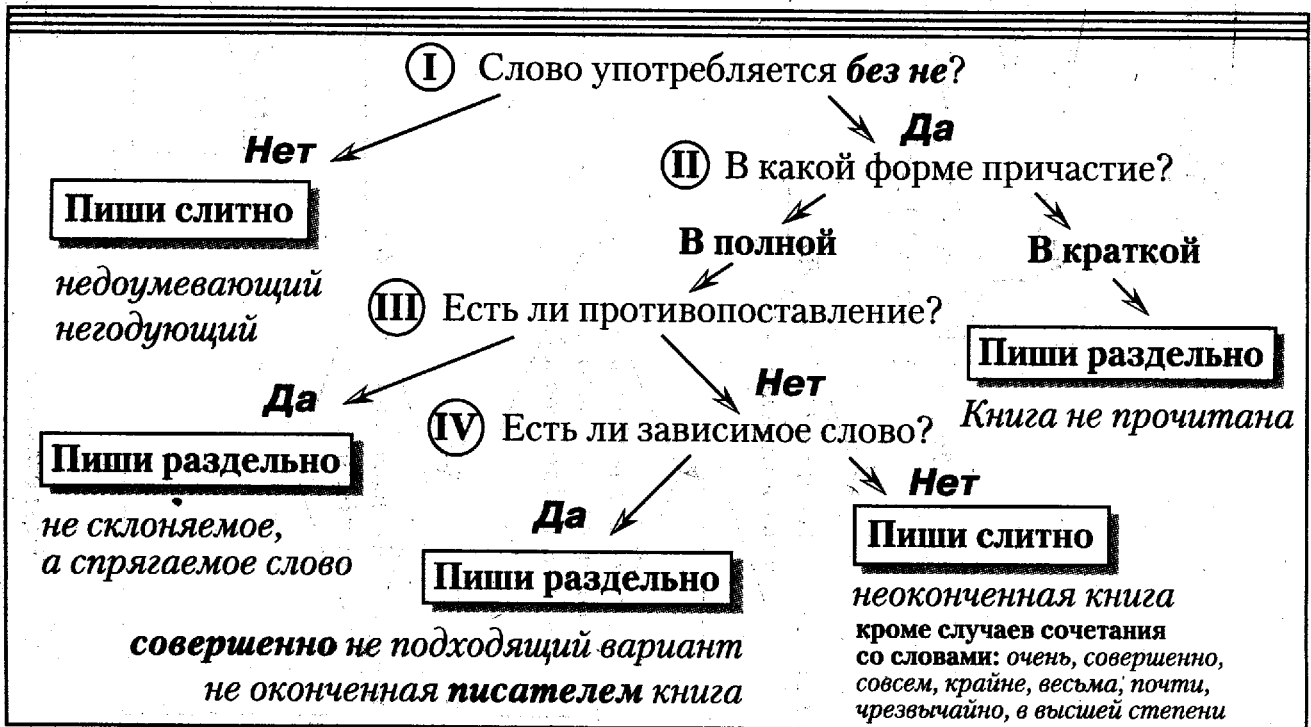 I Слово употребляется без не?
Нет
Да
Пиши слитно
недоумевающий
негодующий
II В какой форме причастие?
В полной
В краткой
III Есть ли противопоставление?
Пиши раздельно
Книга не прочитана
Да
Нет
Пиши раздельно
не склоняемое,
а спрягаемое слово
IV Есть ли зависимое слово?
Да
Нет
Пиши раздельно
совершенно не подходящий вариант
не оконченная писателем книга
Пиши слитно
неоконченная книга
кроме случаев сочетания
со словами: очень, совершенно,
совсем, крайне, весьма, почти,
чрезвычайно, в высшей степени